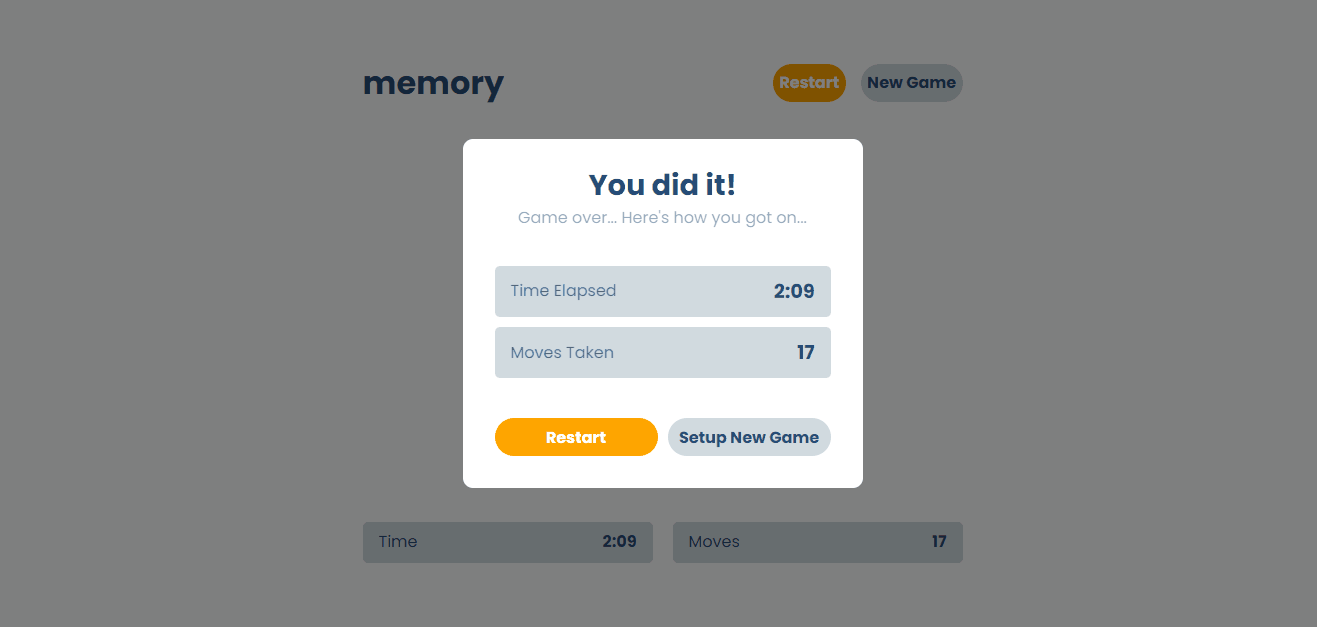 memory
Restart
New Game
You did it!
Game over... Here's how you got on...
Time Elapsed 2:09
Moves Taken 17
Restart
Setup New Game
Time 2:09
Moves 17